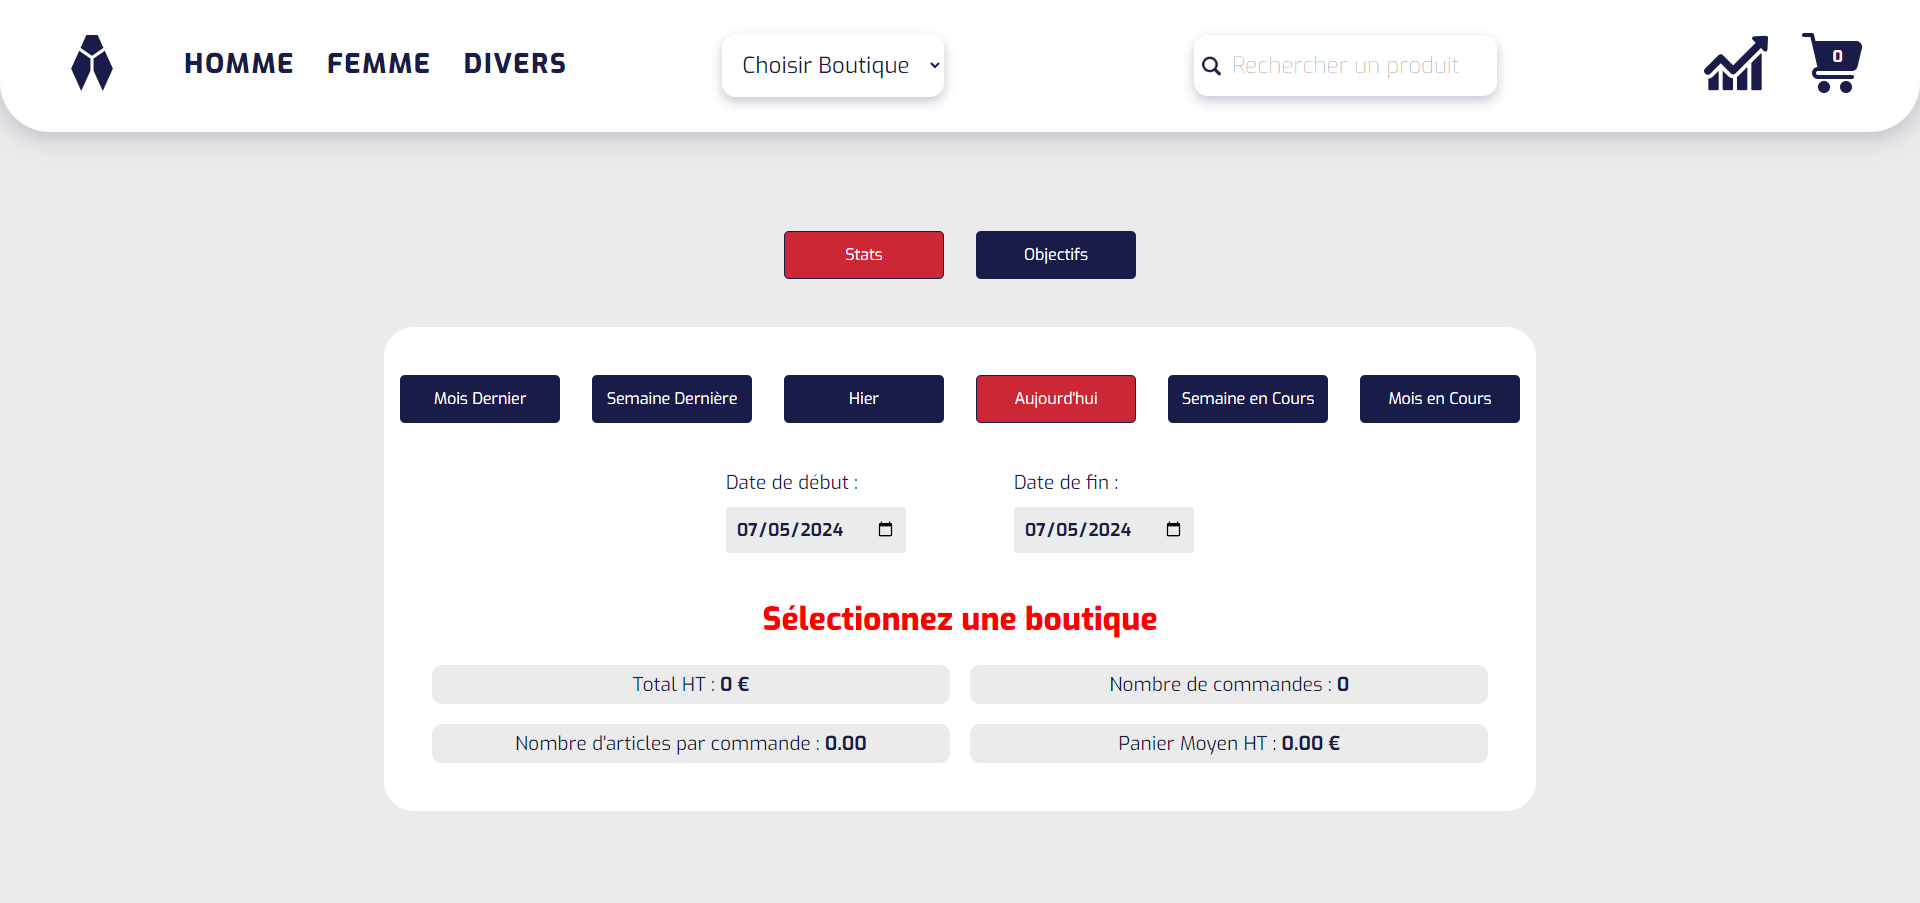 HOMME FEMME DIVERS Choisir Boutique Rechercher un produit 0
Stats Objectifs
Mois Dernier Semaine Dernière Hier Aujourd'hui Semaine en Cours Mois en Cours
Date de début : Date de fin :
07/05/2024 07/05/2024
Sélectionnez une boutique
Total HT : 0 € Nombre de commandes : 0
Nombre d'articles par commande : 0.00 Panier Moyen HT : 0.00 €